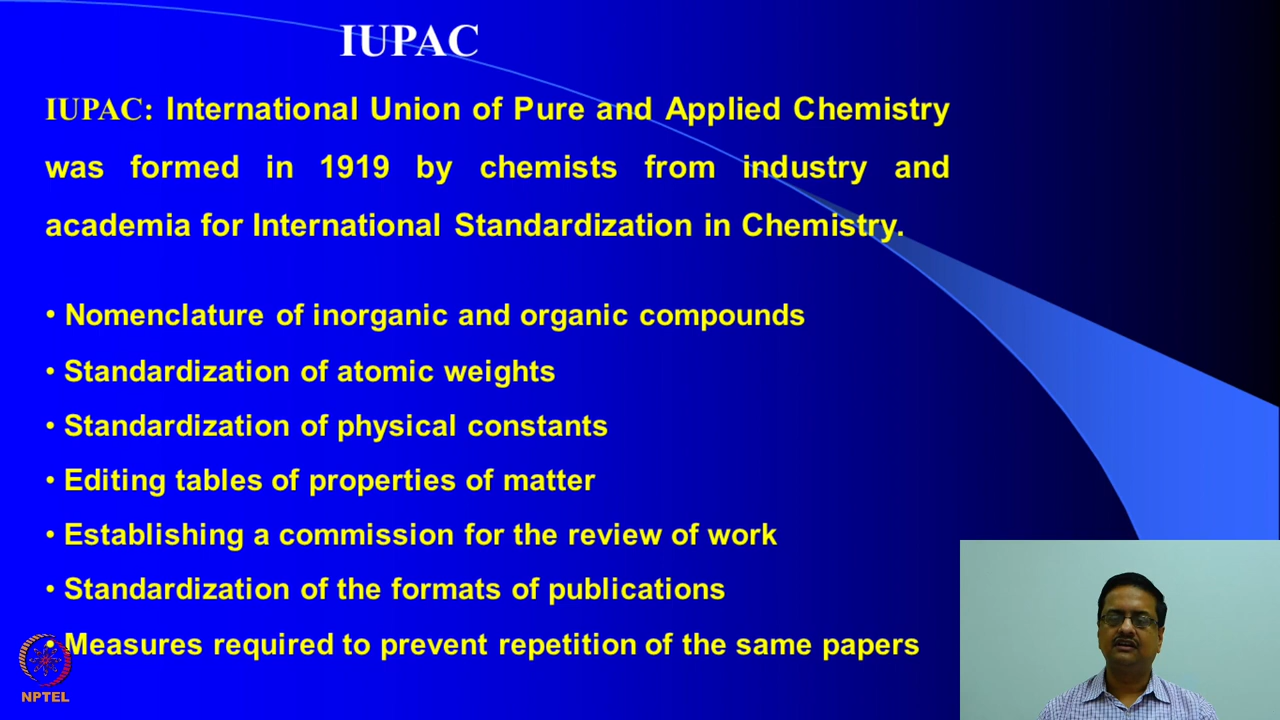 IUPAC
IUPAC: International Union of Pure and Applied Chemistry
was formed in 1919 by chemists from industry and
academia for International Standardization in Chemistry.
• Nomenclature of inorganic and organic compounds
• Standardization of atomic weights
• Standardization of physical constants
• Editing tables of properties of matter
• Establishing a commission for the review of work
• Standardization of the formats of publications
• Measures required to prevent repetition of the same papers
NPTEL